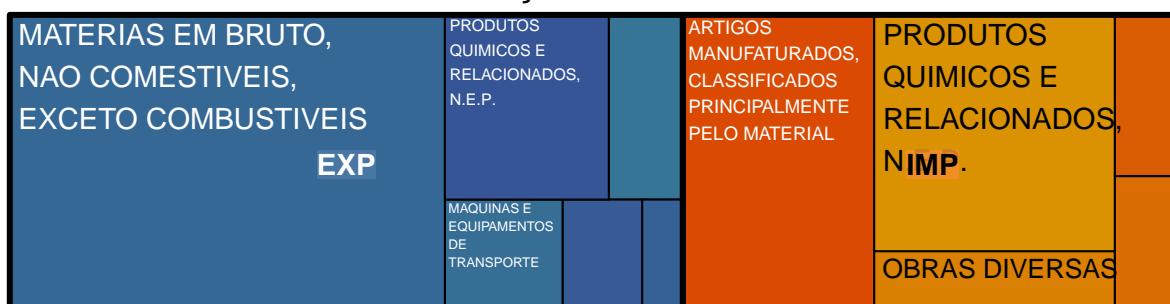 MATERIAS EM BRUTO,
NAO COMESTIVEIS,
EXCETO COMBUSTIVEIS
EXP
PRODUTOS
QUIMICOS E
RELACIONADOS,
N.E.P.
MAQUINAS E
EQUIPAMENTOS
DE
TRANSPORTE
ARTIGOS
MANUFATURADOS,
CLASSIFICADOS
PRINCIPALMENTE
PELO MATERIAL
PRODUTOS
QUIMICOS E
RELACIONADOS,
IMP
OBRAS DIVERSAS